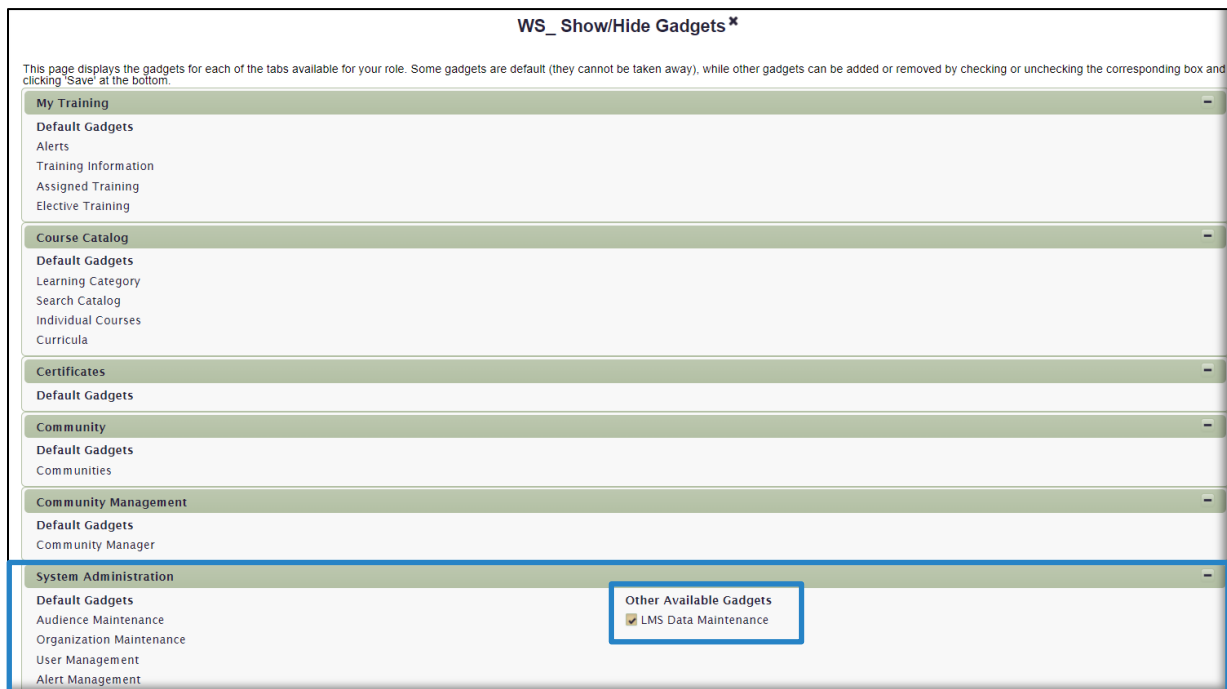 WS_ Show/Hide Gadgets✖
This page displays the gadgets for each of the tabs available for your role. Some gadgets are default (they cannot be taken away), while other gadgets can be added or removed by checking or unchecking the corresponding box and
clicking 'Save' at the bottom.
My Training
Default Gadgets
Alerts
Training Information
Assigned Training
Elective Training
Course Catalog
Default Gadgets
Learning Category
Search Catalog
Individual Courses
Curricula
Certificates
Default Gadgets
Community
Default Gadgets
Communities
Community Management
Default Gadgets
Community Manager
System Administration
Default Gadgets
Audience Maintenance
Organization Maintenance
User Management
Alert Management
Other Available Gadgets
LMS Data Maintenance